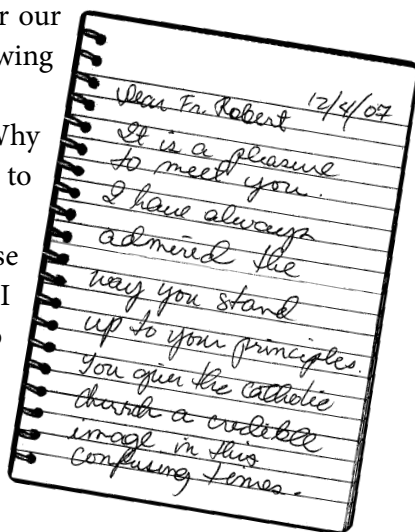 r our
wing
Why
to
se
I
Dear Fr. Robert 12/4/07
It is a pleasure
to meet you.
I have always
admired the
way you stand
up to your principles.
You give the catholic
church a credible
image in this
confusing times.